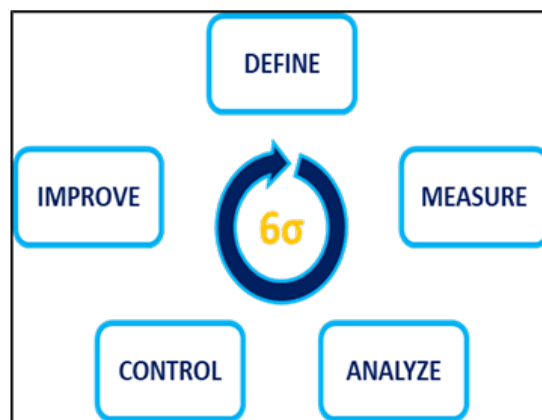 DEFINE
IMPROVE
MEASURE
6σ
CONTROL
ANALYZE